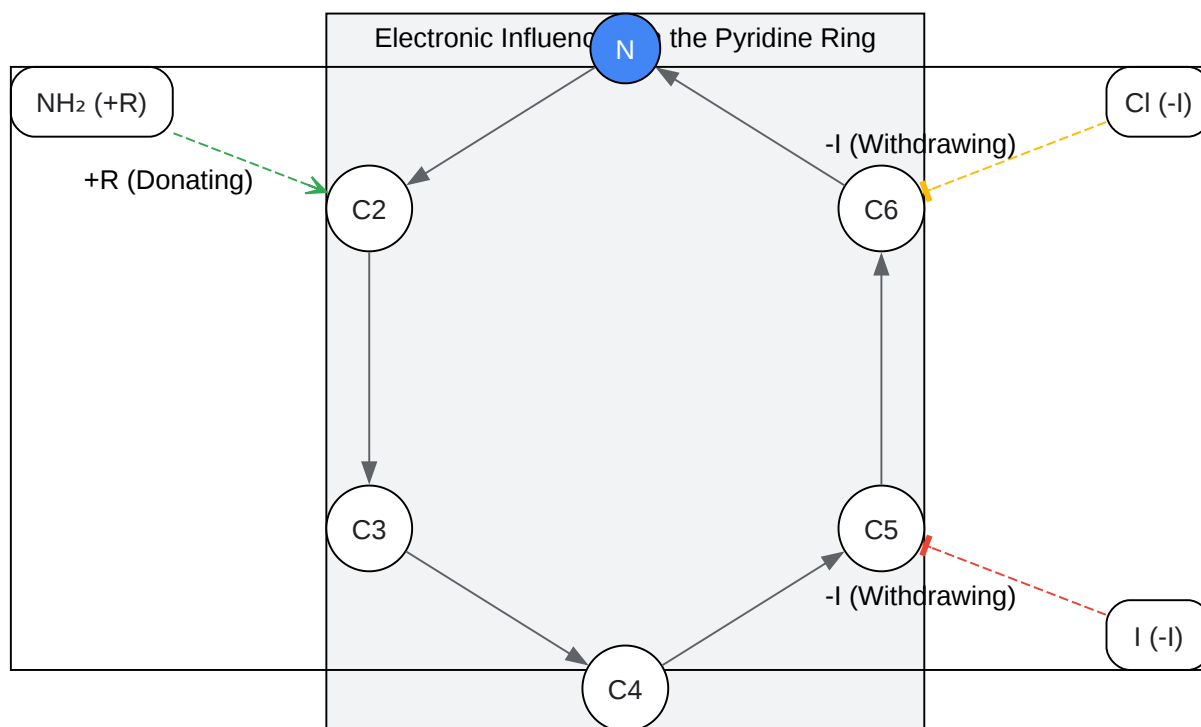 Electronic Influenc the Pyridine Ring
N
NH₂ (+R)
Cl (-I)
-I (Withdrawing)
+R (Donating)
C2
C6
C3
C5
-I (Withdrawing)
I (-I)
C4